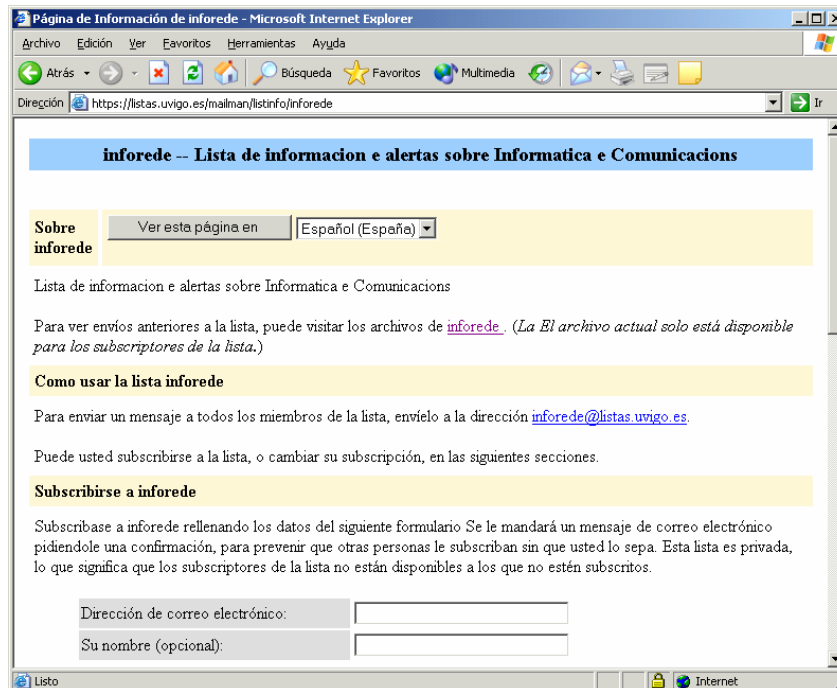 Página de Información de inforede - Microsoft Internet Explorer
Archivo Edición Ver Favoritos Herramientas Ayuda
Atrás Búsqueda Favoritos Multimedia
Dirección https://listas.uvigo.es/mailman/listinfo/inforede Ir
inforede -- Lista de informacion e alertas sobre Informatica e Comunicacions
Sobre inforede Ver esta página en Español (España)
Lista de informacion e alertas sobre Informatica e Comunicacions
Para ver envíos anteriores a la lista, puede visitar los archivos de inforede . (La El archivo actual solo está disponible
para los subscriptores de la lista.)
Como usar la lista inforede
Para enviar un mensaje a todos los miembros de la lista, envíelo a la dirección inforede@listas.uvigo.es.
Puede usted subscribirse a la lista, o cambiar su subscripción, en las siguientes secciones.
Subscribirse a inforede
Subscribase a inforede rellenando los datos del siguiente formulario Se le mandará un mensaje de correo electrónico
pidiendole una confirmación, para prevenir que otras personas le subscriban sin que usted lo sepa. Esta lista es privada,
lo que significa que los subscriptores de la lista no están disponibles a los que no estén subscritos.
Dirección de correo electrónico:
Su nombre (opcional):
Listo Internet